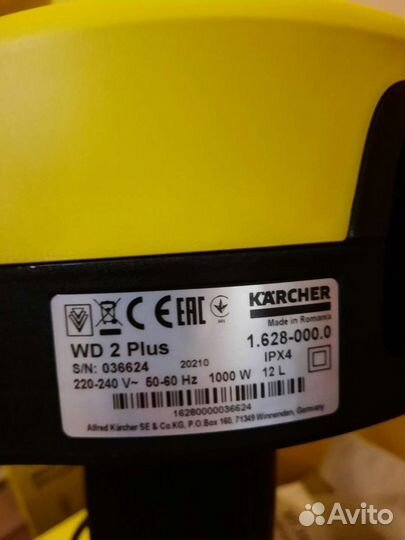 CE EAC KÄRCHER
Made in Romania
WD 2 Plus 1.628-000.0
S/N: 036624 20210 IPX4
220-240 V~ 50-60 Hz 1000 W 12 L
16280000036624
Alfred Kärcher SE & Co.KG, P.O.Box 160, 71349 Winnenden, Germany
Avito